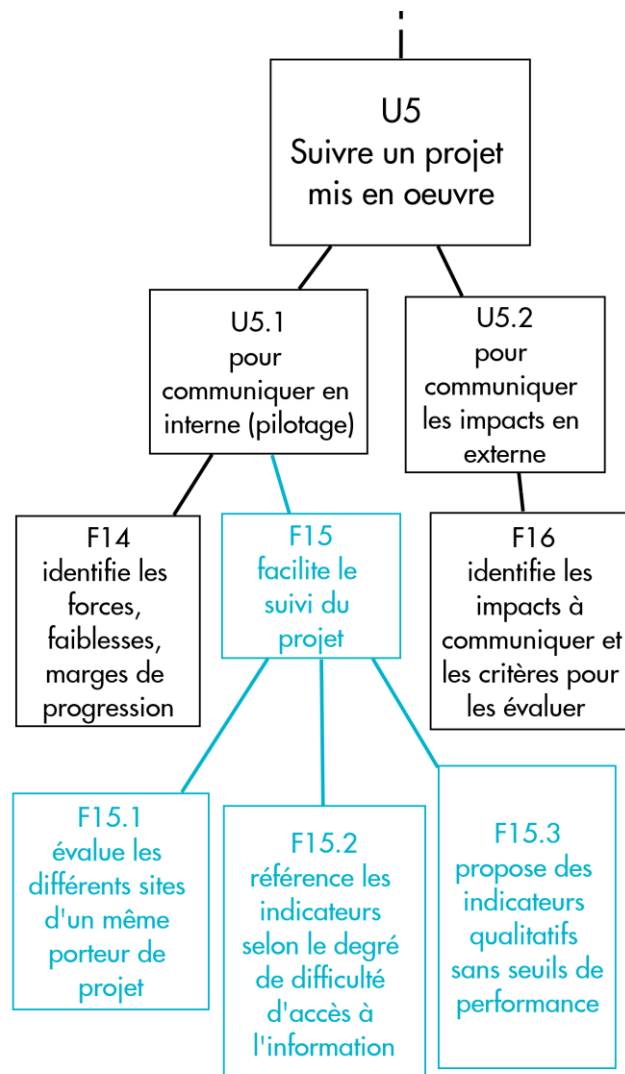 U5
Suivre un projet
mis en oeuvre
U5.1
pour
communiquer en
interne (pilotage)
U5.2
pour
communiquer
les impacts en
externe
F14
identifie les
forces,
faiblesses,
marges de
progression
F15
facilite le
suivi du
projet
F16
identifie les
impacts à
communiquer et
les critères pour
les évaluer
F15.1
évalue les
différents sites
d'un même
porteur de
projet
F15.2
référence les
indicateurs
selon le degré
de difficulté
d'accès à
l'information
F15.3
propose des
indicateurs
qualitatifs
sans seuils de
performance